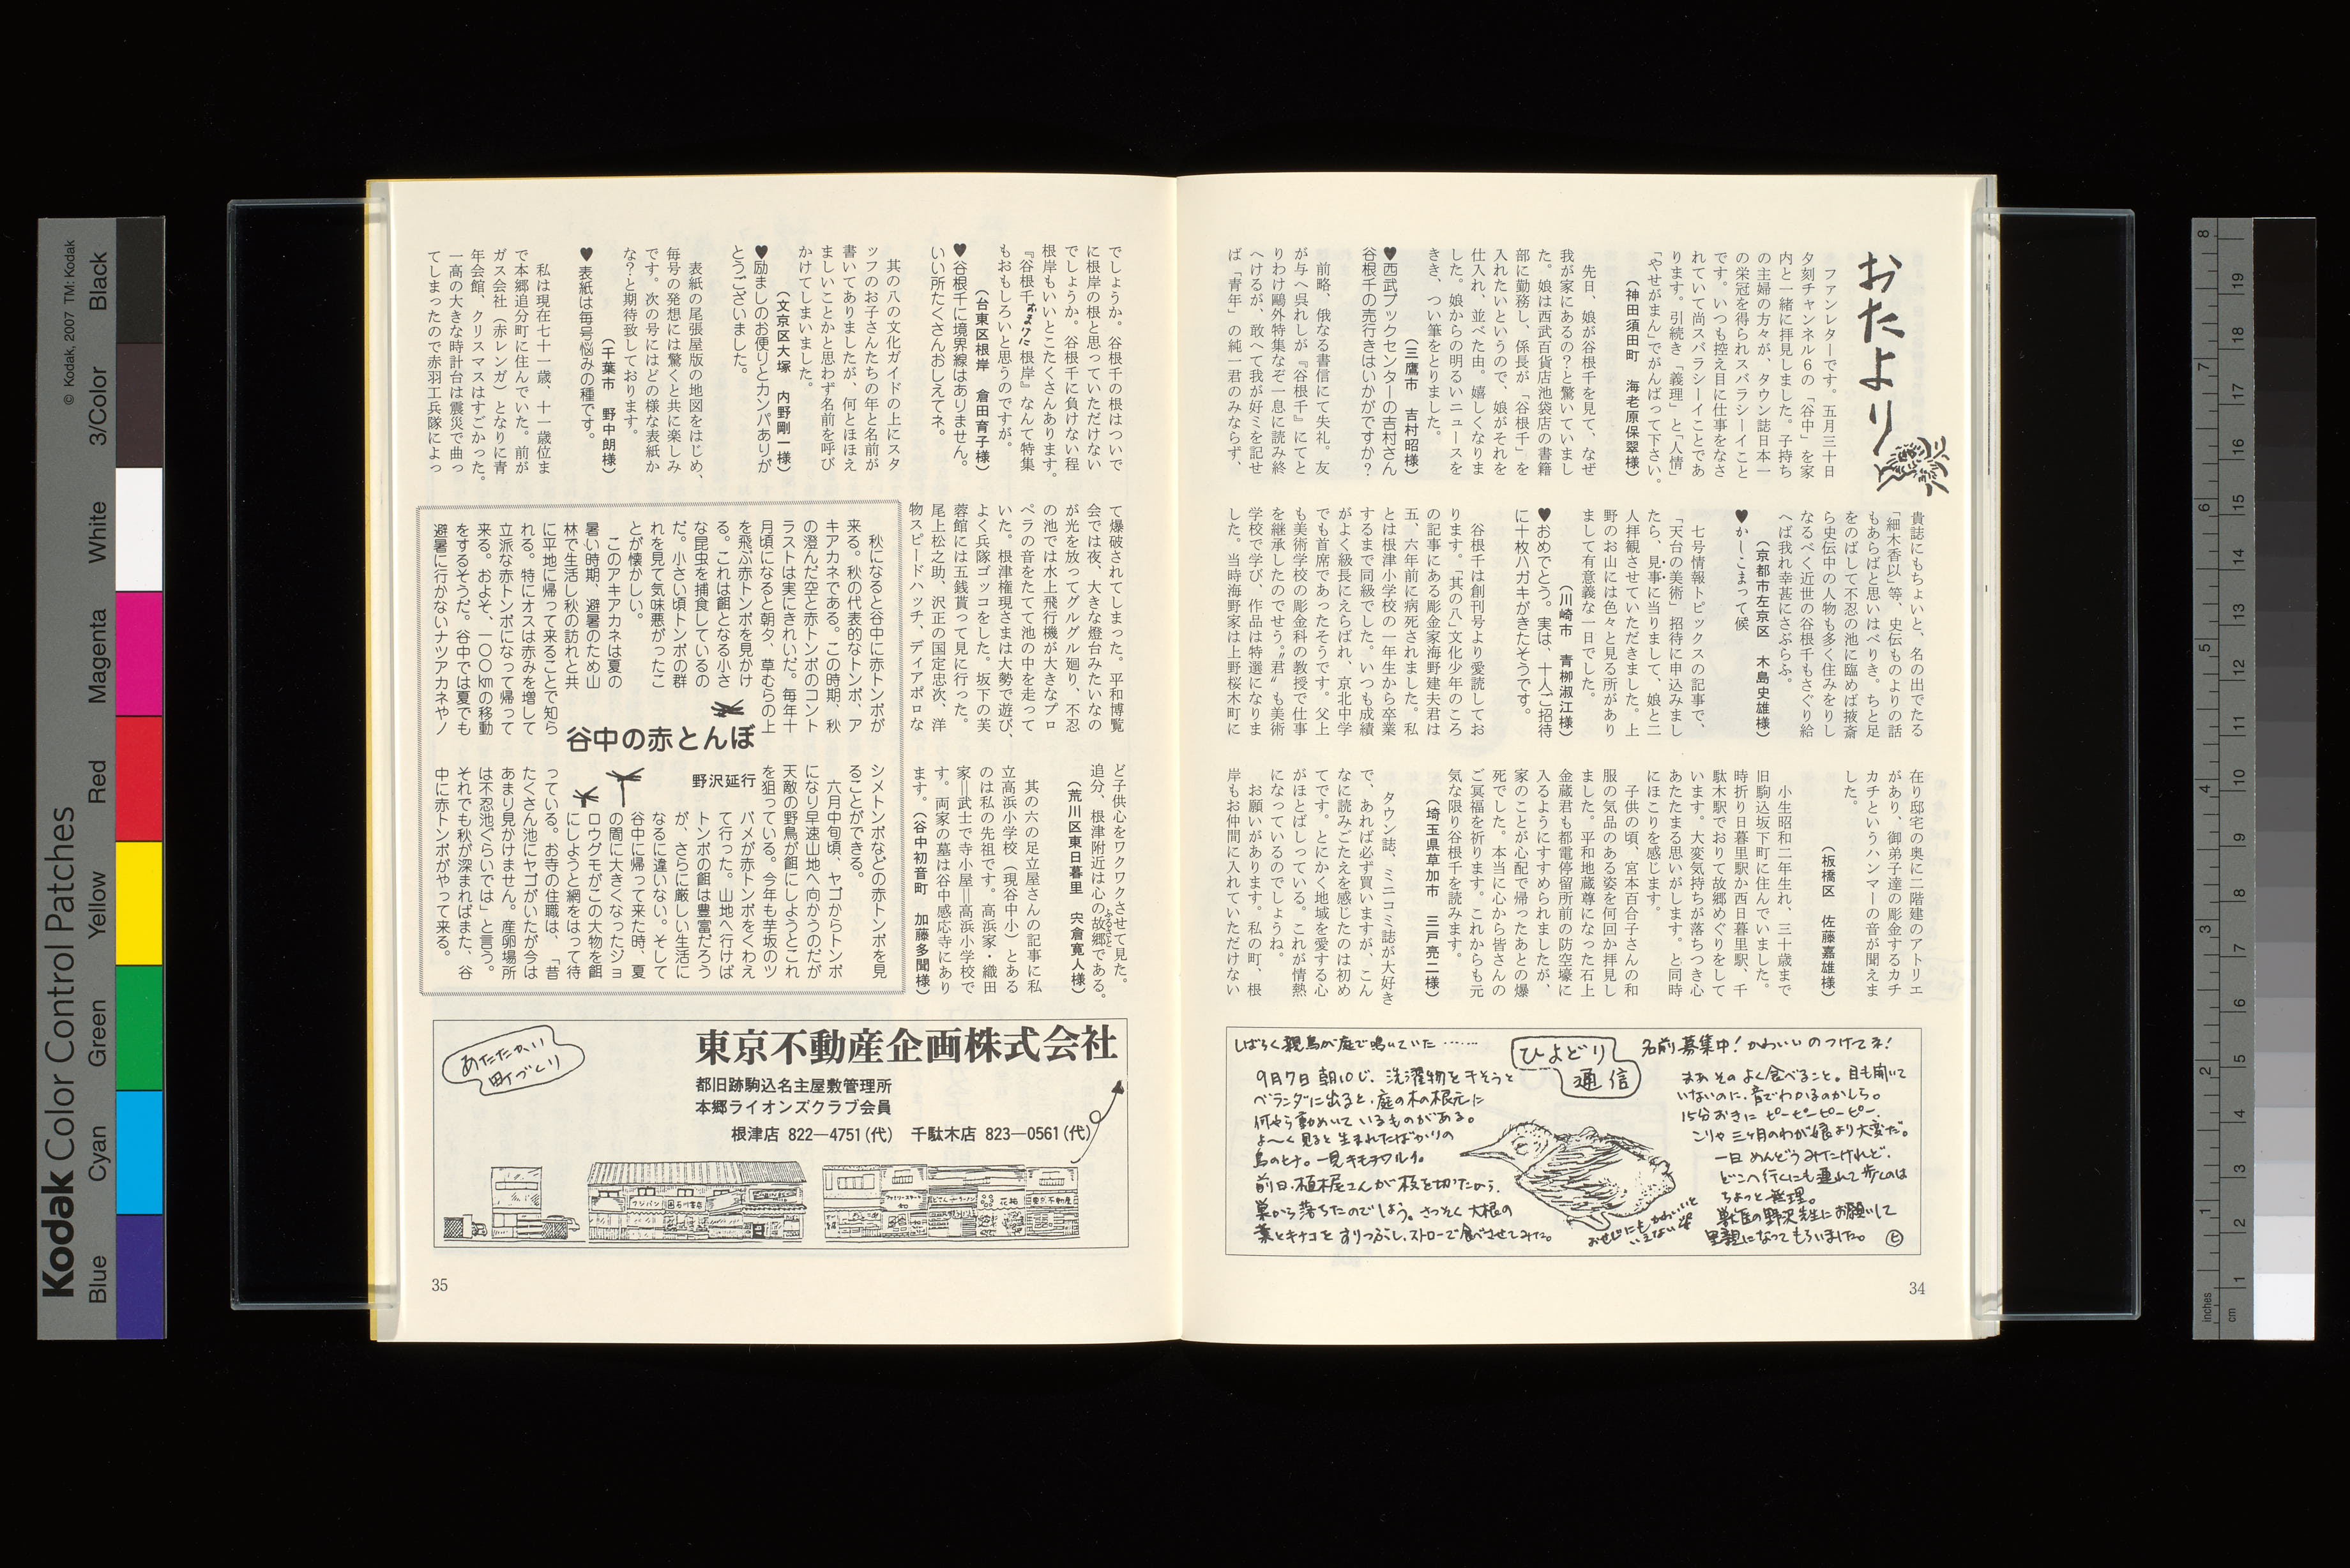 おたより
ファンレターです。五月三十日
夕刻チャンネル6の「谷中」を家
内と一緒に拝見しました。子持ち
の主婦の方々が、タウン誌日本一
の栄冠を得られスバラシーイこと
です。いつも控え目に仕事をなさ
れていて尚スバラシーイことであ
ります。引続き「義理」と「人情」
「やせがまん」でがんばって下さい。
（神田須田町　海老原保翠様）
先日、娘が谷根千を見て、なぜ
我が家にあるの？と驚いていまし
た。娘は西武百貨店池袋店の書籍
部に勤務し、係長が「谷根千」を
入れたいというので、娘がそれを
仕入れ、並べた由。嬉しくなりま
した。娘からの明るいニュースを
きき、つい筆をとりました。
（三鷹市　吉村昭様）
♥西武ブックセンターの吉村さん
谷根千の売行きはいかがですか？
前略、俄なる書信にて失礼。友
が与へ呉れしが『谷根千』にてと
りわけ鷗外特集なぞ一息に読み終
へけるが、敢へて我が好ミを記せ
ば「青年」の純一君のみならず、
貴誌にもちょいと、名の出でたる
「細木香以」等、史伝ものよりの話
もあらばと思いはべりき。ちと足
をのばして不忍の池に臨めば掖斎
ら史伝中の人物も多く住みをりし
なるべく近世の谷根千もさぐり給
へば我れ幸甚にさぶらふ。
（京都市左京区　木島史雄様）
♥かしこまって候
七号情報トピックスの記事で、
「天台の美術」招待に申込みまし
たら、見事に当りまして、娘と二
人拝観させていただきました。上
野のお山には色々と見る所があり
まして有意義な一日でした。
（川崎市　青柳淑江様）
♥おめでとう。実は、十人ご招待
に十枚ハガキがきたそうです。
谷根千は創刊号より愛読してお
ります。「其の八」文化少年のころ
の記事にある彫金家海野建夫君は
五、六年前に病死されました。私
とは根津小学校の一年生から卒業
するまで同級でした。いつも成績
がよく級長にえらばれ、京北中学
でも首席であったそうです。父上
も美術学校の彫金科の教授で仕事
を継承したのでせう。〝君〟も美術
学校で学び、作品は特選になりま
した。当時海野家は上野桜木町に
在り邸宅の奥に二階建のアトリエ
があり、御弟子達の彫金するカチ
カチというハンマーの音が聞えま
した。
（板橋区　佐藤嘉雄様）
小生昭和二年生れ、三十歳まで
旧駒込坂下町に住んでいました。
時折り日暮里駅か西日暮里駅、千
駄木駅でおりて故郷めぐりをして
います。大変気持ちが落ちつき心
あたたまる思いがします。と同時
にほこりを感じます。
子供の頃、宮本百合子さんの和
服の気品のある姿を何回か拝見し
ました。平和地蔵尊になった石上
金蔵君も都電停留所前の防空壕に
入るようにすすめられましたが、
家のことが心配で帰ったあとの爆
死でした。本当に心から皆さんの
ご冥福を祈ります。これからも元
気な限り谷根千を読みます。
（埼玉県草加市　三戸亮二様）
タウン誌、ミニコミ誌が大好き
で、あれば必ず買いますが、こん
なに読みごたえを感じたのは初め
てです。とにかく地域を愛する心
がほとばしっている。これが情熱
になっているのでしょうね。
お願いがあります。私の町、根
岸もお仲間に入れていただけない
ひよどり
通信
しばらく親鳥が庭で鳴いていた……
9月7日 朝10じ. 洗濯物を干そうと
ベランダに出ると、庭の木の根元に
何やら動めいているものがある。
よ〜く見ると生まれたばかりの
鳥のヒナ。一見キモチワルイ。
前日、植木屋さんが枝を切ったので、
巣から落ちたのでしょう。さっそく大根の
葉とキナコをすりつぶし、ストローで食べさせてみた。
名前募集中！かわいいのつけてネ！
まあそのよく食べること。目も開いて
いないのに、音でわかるのかしら。
15分おきにピーピーピーピー.
こりゃ三ヶ月のわが娘より大変だ。
一日めんどうみたけれど、
どこへ行くにも連れて歩くのは
ちょっと無理。
獣医の野沢先生にお願いして
里親になってもらいました。 ㋪
おせじにもかわいいと
いえない姿
34
でしょうか。谷根千の根はついで
に根岸の根と思っていただけない
でしょうか。谷根千に負けない程
根岸もいいとこたくさんあります。
『谷根千おまけに根岸』なんて特集
もおもしろいと思うのですが。
（台東区根岸　倉田育子様）
♥谷根千に境界線はありません。
いい所たくさんおしえてネ。
其の八の文化ガイドの上にスタ
ッフのお子さんたちの年と名前が
書いてありましたが、何とほほえ
ましいことかと思わず名前を呼び
かけてしまいました。
（文京区大塚　内野剛一様）
♥励ましのお便りとカンパありが
とうございました。
表紙の尾張屋版の地図をはじめ、
毎号の発想には驚くと共に楽しみ
です。次の号にはどの様な表紙か
な？と期待致しております。
（千葉市　野中朗様）
♥表紙は毎号悩みの種です。
私は現在七十一歳、十一歳位ま
で本郷追分町に住んでいた。前が
ガス会社（赤レンガ）となりに青
年会館、クリスマスはすごかった。
一高の大きな時計台は震災で曲っ
てしまったので赤羽工兵隊によっ
て爆破されてしまった。平和博覧
会では夜、大きな燈台みたいなの
が光を放ってグルグル廻り、不忍
の池では水上飛行機が大きなプロ
ペラの音をたてて池の中を走って
いた。根津権現さまは大勢で遊び、
よく兵隊ゴッコをした。坂下の芙
蓉館には五銭貰って見に行った。
尾上松之助、沢正の国定忠次、洋
物スピードハッチ、ディアボロな
ど子供心をワクワクさせて見た。
追分、根津附近は心の故郷（ふるさと）である。
（荒川区東日暮里　宍倉寛人様）
其の六の足立屋さんの記事に私
立高浜小学校（現谷中小）とある
のは私の先祖です。高浜家・織田
家＝武士で寺小屋＝高浜小学校で
す。両家の墓は谷中感応寺にあり
ます。（谷中初音町　加藤多聞様）
谷中の赤とんぼ
野沢延行
秋になると谷中に赤トンボが
来る。秋の代表的なトンボ、ア
キアカネである。この時期、秋
の澄んだ空と赤トンボのコント
ラストは実にきれいだ。毎年十
月頃になると朝夕、草むらの上
を飛ぶ赤トンボを見かけ
る。これは餌となる小さ
な昆虫を捕食しているの
だ。小さい頃トンボの群
れを見て気味悪がったこ
とが懐かしい。
このアキアカネは夏の
暑い時期、避暑のため山
林で生活し秋の訪れと共
に平地に帰って来ることで知ら
れる。特にオスは赤みを増して
立派な赤トンボになって帰って
来る。およそ、一〇〇㎞の移動
をするそうだ。谷中では夏でも
避暑に行かないナツアカネやノ
シメトンボなどの赤トンボを見
ることができる。
六月中旬頃、ヤゴからトンボ
になり早速山地へ向かうのだが
天敵の野鳥が餌にしようとこれ
を狙っている。今年も芋坂のツ
バメが赤トンボをくわえ
て行った。山地へ行けば
トンボの餌は豊富だろう
が、さらに厳しい生活に
なるに違いない。そして
谷中に帰って来た時、夏
の間に大きくなったジョ
ロウグモがこの大物を餌
にしようと網をはって待
っている。お寺の住職は、「昔
たくさん池にヤゴがいたが今は
あまり見かけません。産卵場所
は不忍池ぐらいでは」と言う。
それでも秋が深まればまた、谷
中に赤トンボがやって来る。
東京不動産企画株式会社
都旧跡駒込名主屋敷管理所
本郷ライオンズクラブ会員
根津店 822—4751(代)　千駄木店 823—0561(代)
あたたかい
町づくり
35
Kodak Color Control Patches
© Kodak, 2007 TM: Kodak
Blue Cyan Green Yellow Red Magenta White 3/Color Black
inches 1 2 3 4 5 6 7 8
cm 1 2 3 4 5 6 7 8 9 10 11 12 13 14 15 16 17 18 19